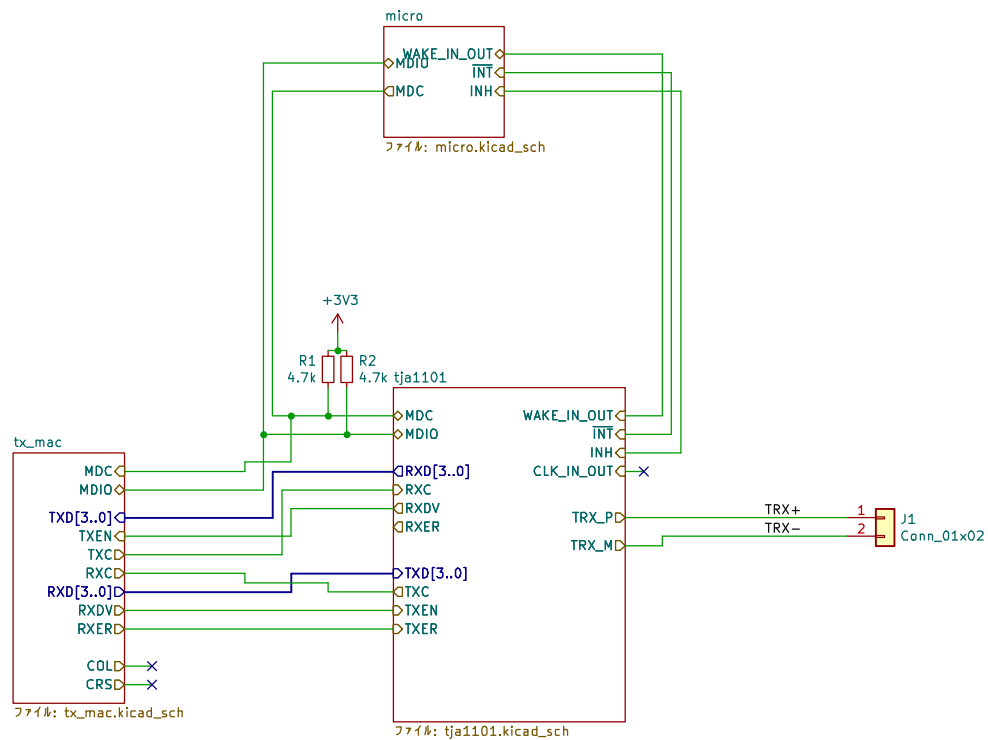 micro
WAKE_IN_OUT
MDIO
INT
MDC
INH
ファイル: micro.kicad_sch
+3V3
R1
4.7k
R2
4.7k
tja1101
MDC
MDIO
RXD[3..0]
RXC
RXDV
RXER
TXD[3..0]
TXC
TXEN
TXER
WAKE_IN_OUT
INT
INH
CLK_IN_OUT
TRX_P
TRX_M
ファイル: tja1101.kicad_sch
tx_mac
MDC
MDIO
TXD[3..0]
TXEN
TXC
RXC
RXD[3..0]
RXDV
RXER
COL
CRS
ファイル: tx_mac.kicad_sch
TRX+
TRX-
1
2
J1
Conn_01x02